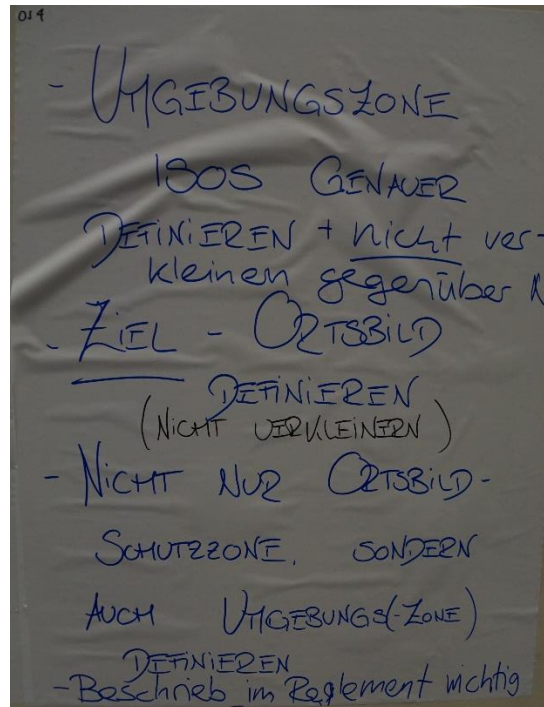 014
- UMGEBUNGSZONE
ISOS GENAUER
DEFINIEREN + nicht ver-
kleinen gegenüber
- ZIEL - ORTSBILD
DEFINIEREN
(NICHT VERKLEINERN)
- NICHT NUR ORTSBILD-
SCHUTZZONE, SONDERN
AUCH UMGEBUNGS(-ZONE)
DEFINIEREN
- Beschrieb im Reglement wichtig